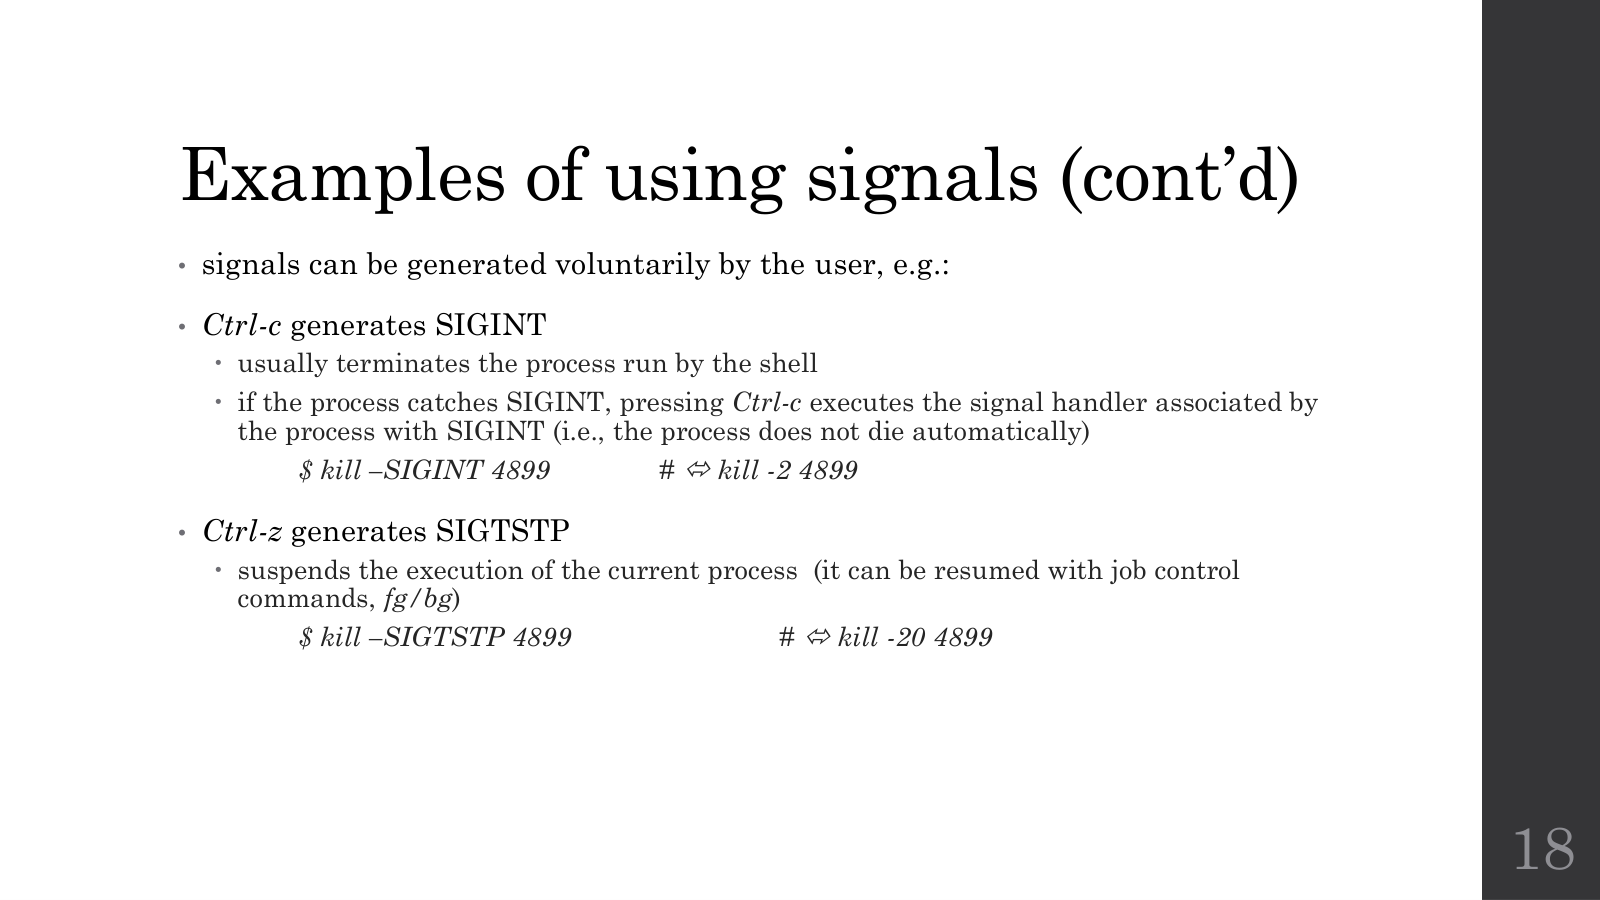 Examples of using signals (cont’d)
• signals can be generated voluntarily by the user, e.g.:
• Ctrl-c generates SIGINT
• usually terminates the process run by the shell
• if the process catches SIGINT, pressing Ctrl-c executes the signal handler associated by
the process with SIGINT (i.e., the process does not die automatically)
$ kill –SIGINT 4899 # ⬄ kill -2 4899
• Ctrl-z generates SIGTSTP
• suspends the execution of the current process (it can be resumed with job control
commands, fg/bg)
$ kill –SIGTSTP 4899 # ⬄ kill -20 4899
18